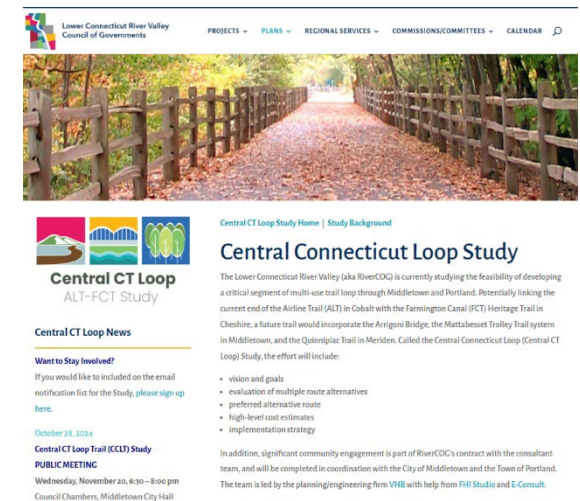 Lower Connecticut River Valley
Council of Governments
PROJECTS PLANS REGIONAL SERVICES COMMISSIONS/COMMITTEES CALENDAR
Central CT Loop
ALT-FCT Study
Central CT Loop News
Want to Stay Involved?
If you would like to included on the email
notification list for the Study, please sign up
here.
October 28, 2024
Central CT Loop Trail (CCLT) Study
PUBLIC MEETING
Wednesday, November 20, 6:30 – 8:00 pm
Council Chambers, Middletown City Hall
Central CT Loop Study Home | Study Background
Central Connecticut Loop Study
The Lower Connecticut River Valley (aka RiverCOG) is currently studying the feasibility of developing
a critical segment of multi-use trail loop through Middletown and Portland. Potentially linking the
current end of the Airline Trail (ALT) in Cobalt with the Farmington Canal (FCT) Heritage Trail in
Cheshire, a future trail would incorporate the Arrigoni Bridge, the Mattabesset Trolley Trail system
in Middletown, and the Quinnipiac Trail in Meriden. Called the Central Connecticut Loop (Central CT
Loop) Study, the effort will include:
• vision and goals
• evaluation of multiple route alternatives
• preferred alternative route
• high-level cost estimates
• implementation strategy
In addition, significant community engagement is part of RiverCOG's contract with the consultant
team, and will be completed in coordination with the City of Middletown and the Town of Portland.
The team is led by the planning/engineering firm VHB with help from FHI Studio and E-Consult.